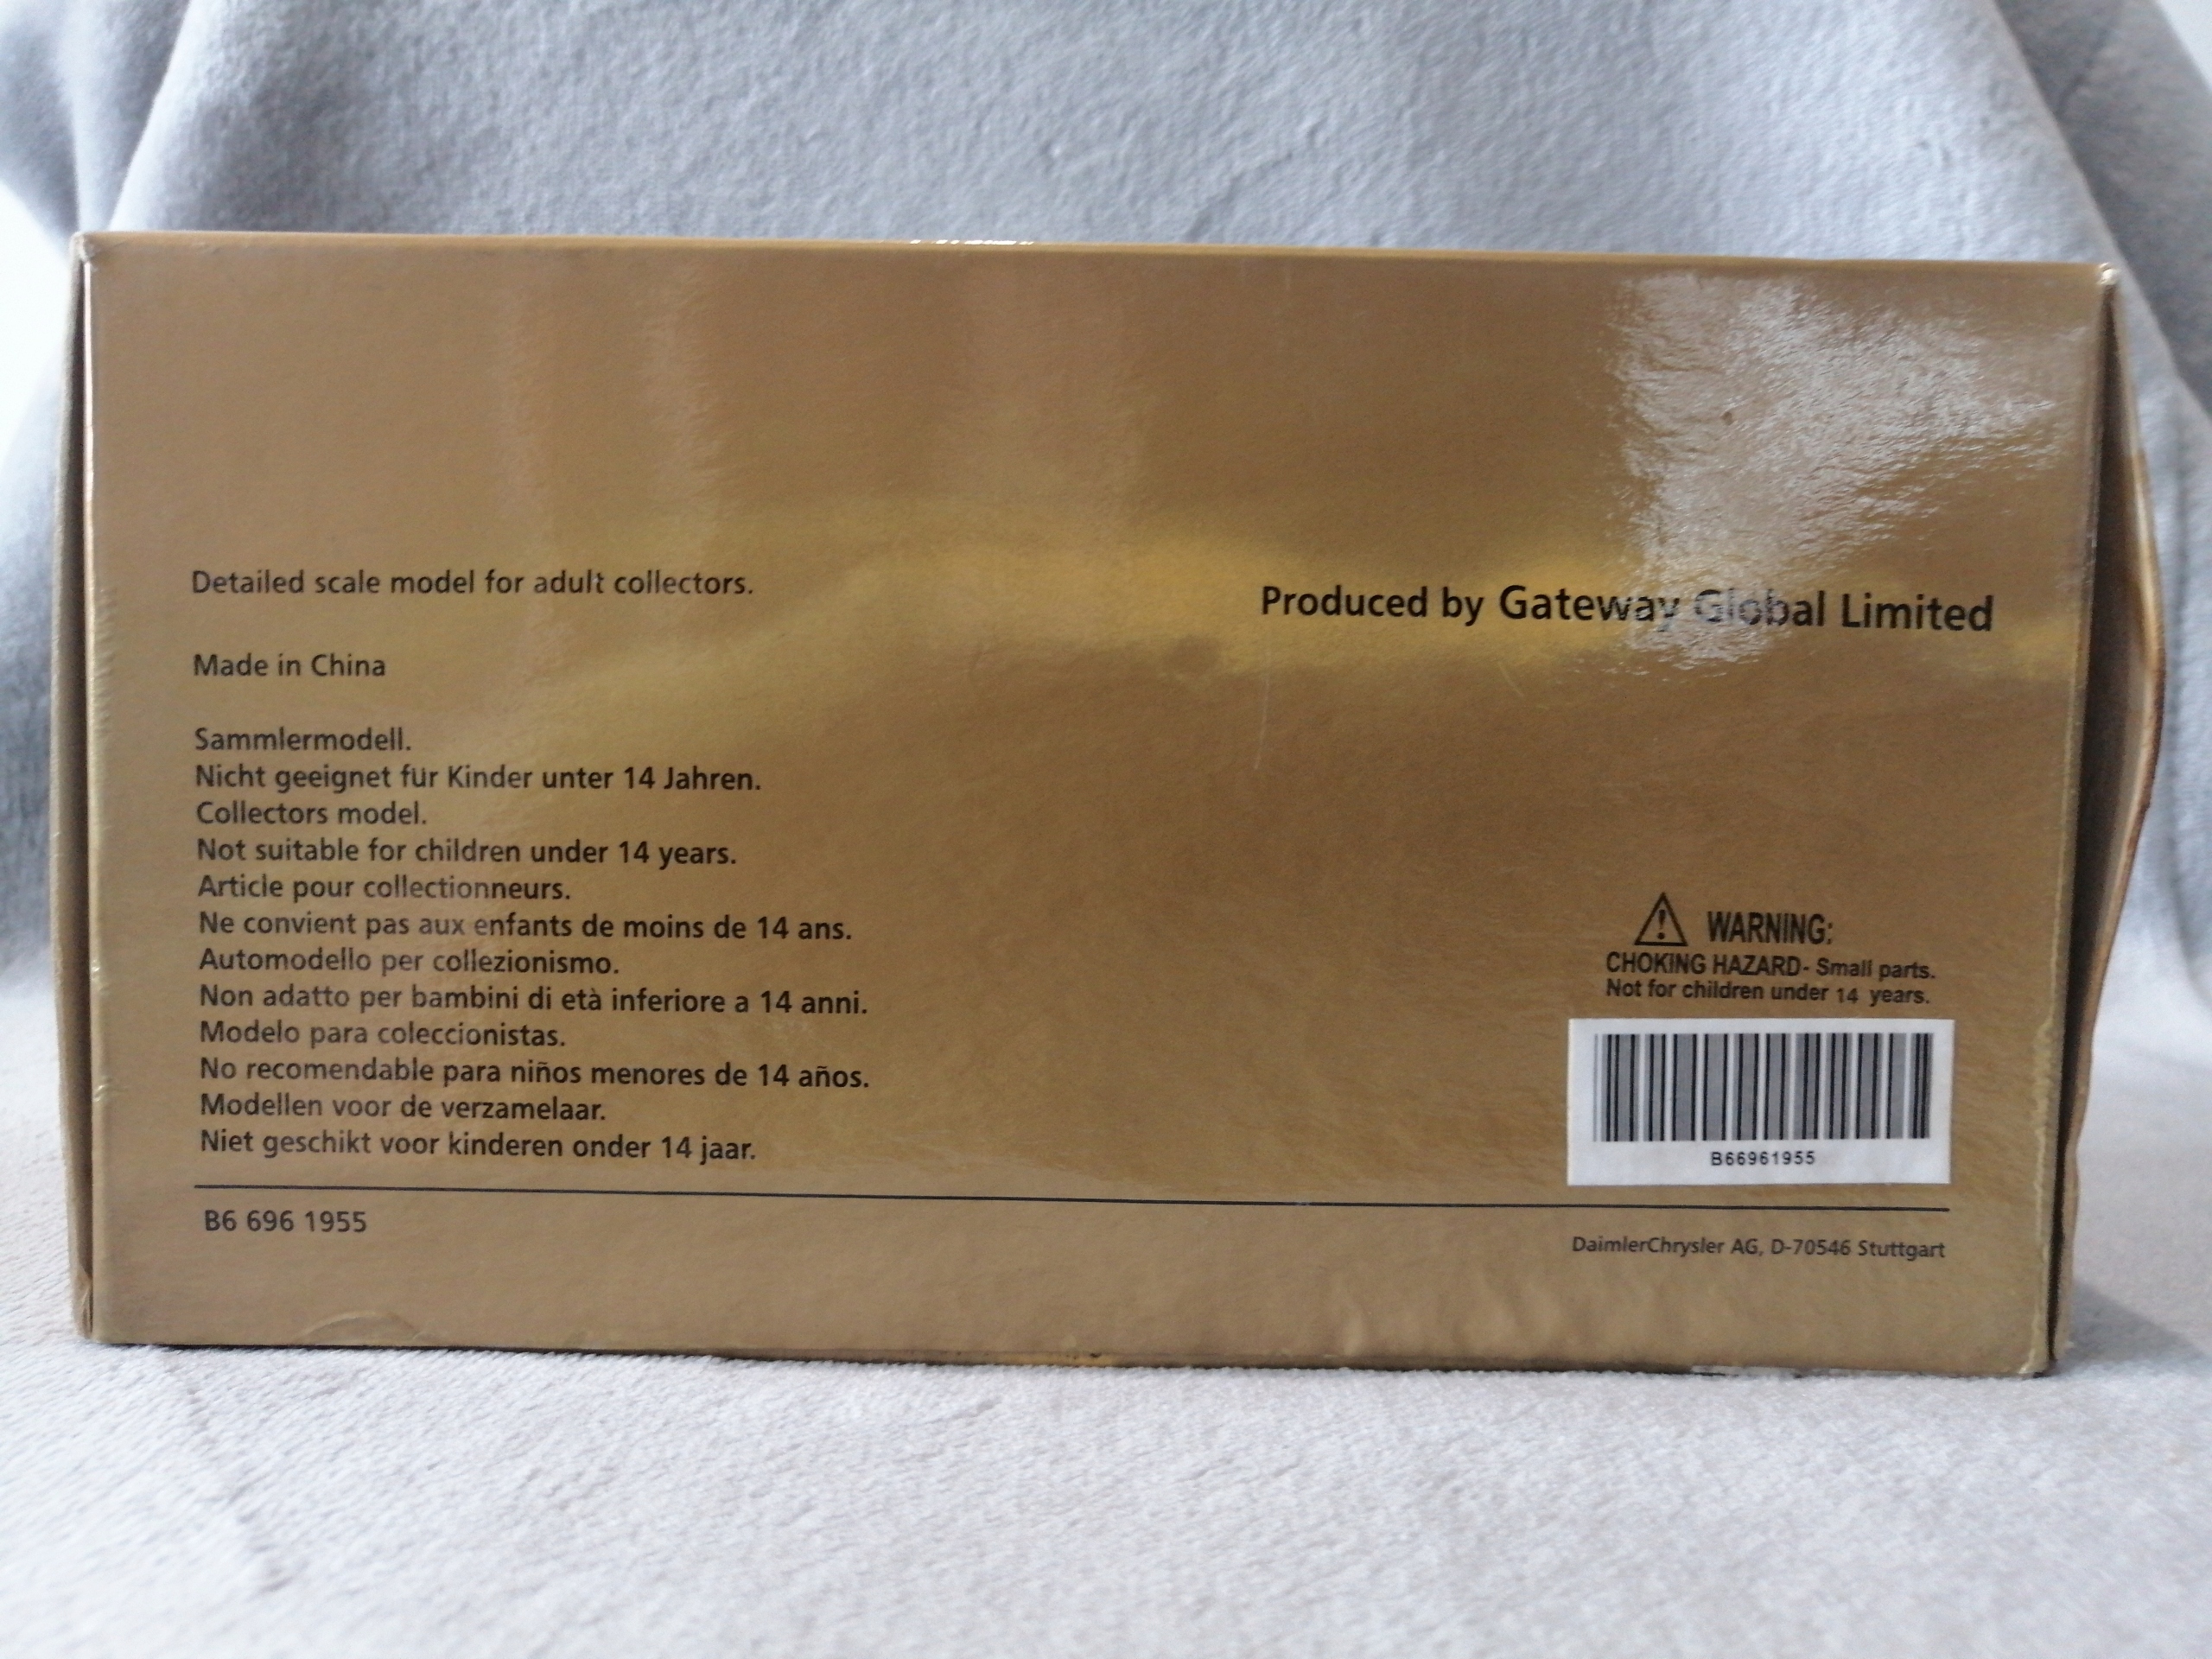 Detailed scale model for adult collectors.
Produced by Gateway Global Limited
Made in China
Sammlermodell.
Nicht geeignet für Kinder unter 14 Jahren.
Collectors model.
Not suitable for children under 14 years.
Article pour collectionneurs.
Ne convient pas aux enfants de moins de 14 ans.
Automodello per collezionismo.
Non adatto per bambini di età inferiore a 14 anni.
Modelo para coleccionistas.
No recomendable para niños menores de 14 años.
Modellen voor de verzamelaar.
Niet geschikt voor kinderen onder 14 jaar.
WARNING:
CHOKING HAZARD- Small parts.
Not for children under 14 years.
B66961955
B6 696 1955
DaimlerChrysler AG, D-70546 Stuttgart